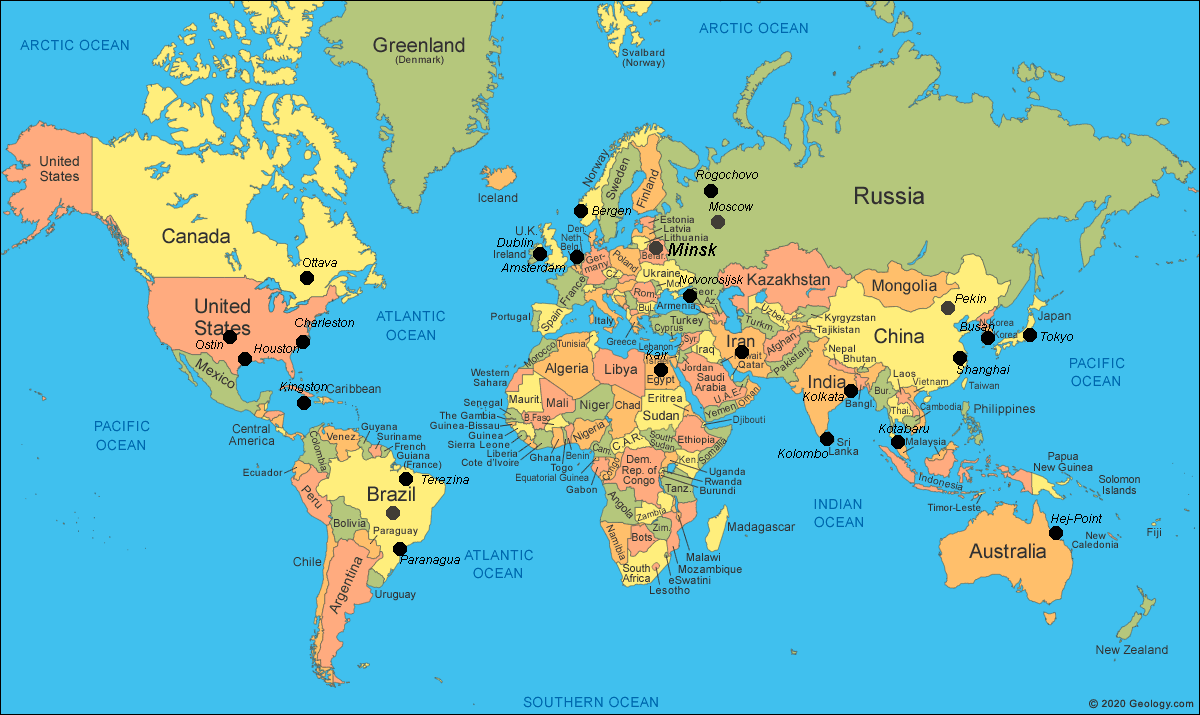 ARCTIC OCEAN
Greenland
(Denmark)
Svalbard
(Norway)
ARCTIC OCEAN
United
States
Iceland
Norway
Sweden
Finland
Rogochovo
Moscow
Russia
Bergen
Estonia
Latvia
Lithuania
Canada
U.K.
Den.
Dublin
Ireland
Neth.
Belg.
Amsterdam
Ger-
many
Poland
Belar.
Minsk
Ottava
Cz.
Ukraine
Mol.
Novorosijsk
Kazakhstan
Mongolia
Pekin
United
States
Charleston
Ostin
Houston
ATLANTIC
OCEAN
Portugal
Spain
France
Italy
Rom.
Bul.
Greece
Geor.
Armenia
Az.
Turkey
Cyprus
Syr.
Lebanon
Uzbek.
Turkm.
Kyrgyzstan
Tajikistan
China
N.Korea
Busan
S.Korea
Japan
Tokyo
Shanghai
PACIFIC
OCEAN
Mexico
Morocco
Tunisia
Algeria
Libya
Kair
Egypt
Jordan
Iraq
Iran
Kuwait
Qatar
Saudi
Arabia
U.A.E.
Oman
Yemen
Afghan.
Pakistan
Nepal
Bhutan
India
Kolkata
Bangl.
Bur.
Laos
Vietnam
Taiwan
Thai.
Cambodia
Philippines
Kingston
Caribbean
Western
Sahara
Maurit.
Mali
Niger
Chad
Eritrea
Sudan
Djibouti
PACIFIC
OCEAN
Central
America
Guyana
Suriname
French
Guiana
(France)
Venez.
Colombia
Ecuador
Senegal
The Gambia
Guinea-Bissau
Guinea
Sierra Leone
Liberia
Cote d'Ivoire
B.Faso
Ghana
Togo
Benin
Nigeria
Equatorial Guinea
Gabon
Cam.
C.A.R.
Congo
South
Sudan
Ethiopia
Somalia
Ken.
Uganda
Rwanda
Burundi
Dem.
Rep. of
Congo
Tanz.
Kolombo
Sri
Lanka
Kotabaru
Malaysia
Indonesia
Timor-Leste
Papua
New Guinea
Solomon
Islands
Peru
Brazil
Terezina
Bolivia
Paraguay
Paranagua
Chile
Argentina
Uruguay
ATLANTIC
OCEAN
Angola
Zambia
Zim.
Namibia
Bots.
South
Africa
Madagascar
Malawi
Mozambique
eSwatini
Lesotho
INDIAN
OCEAN
Hej-Point
Australia
New
Caledonia
Fiji
New Zealand
SOUTHERN OCEAN
© 2020 Geology.com